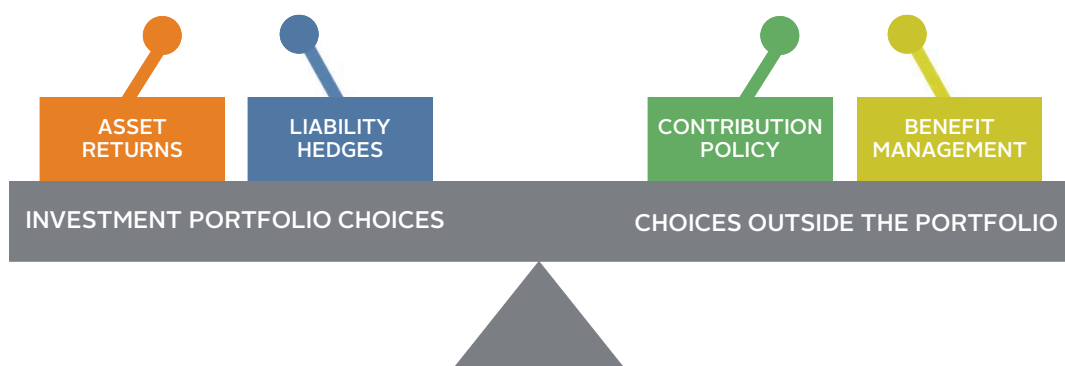 ASSET
RETURNS
LIABILITY
HEDGES
CONTRIBUTION
POLICY
BENEFIT
MANAGEMENT
INVESTMENT PORTFOLIO CHOICES
CHOICES OUTSIDE THE PORTFOLIO